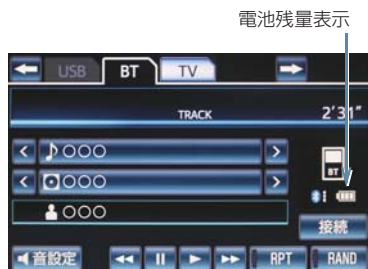 電池残量表示
USB BT TV
TRACK 2'31"
○○○
○○○
BT
○○○
接続
音設定 RPT RAND